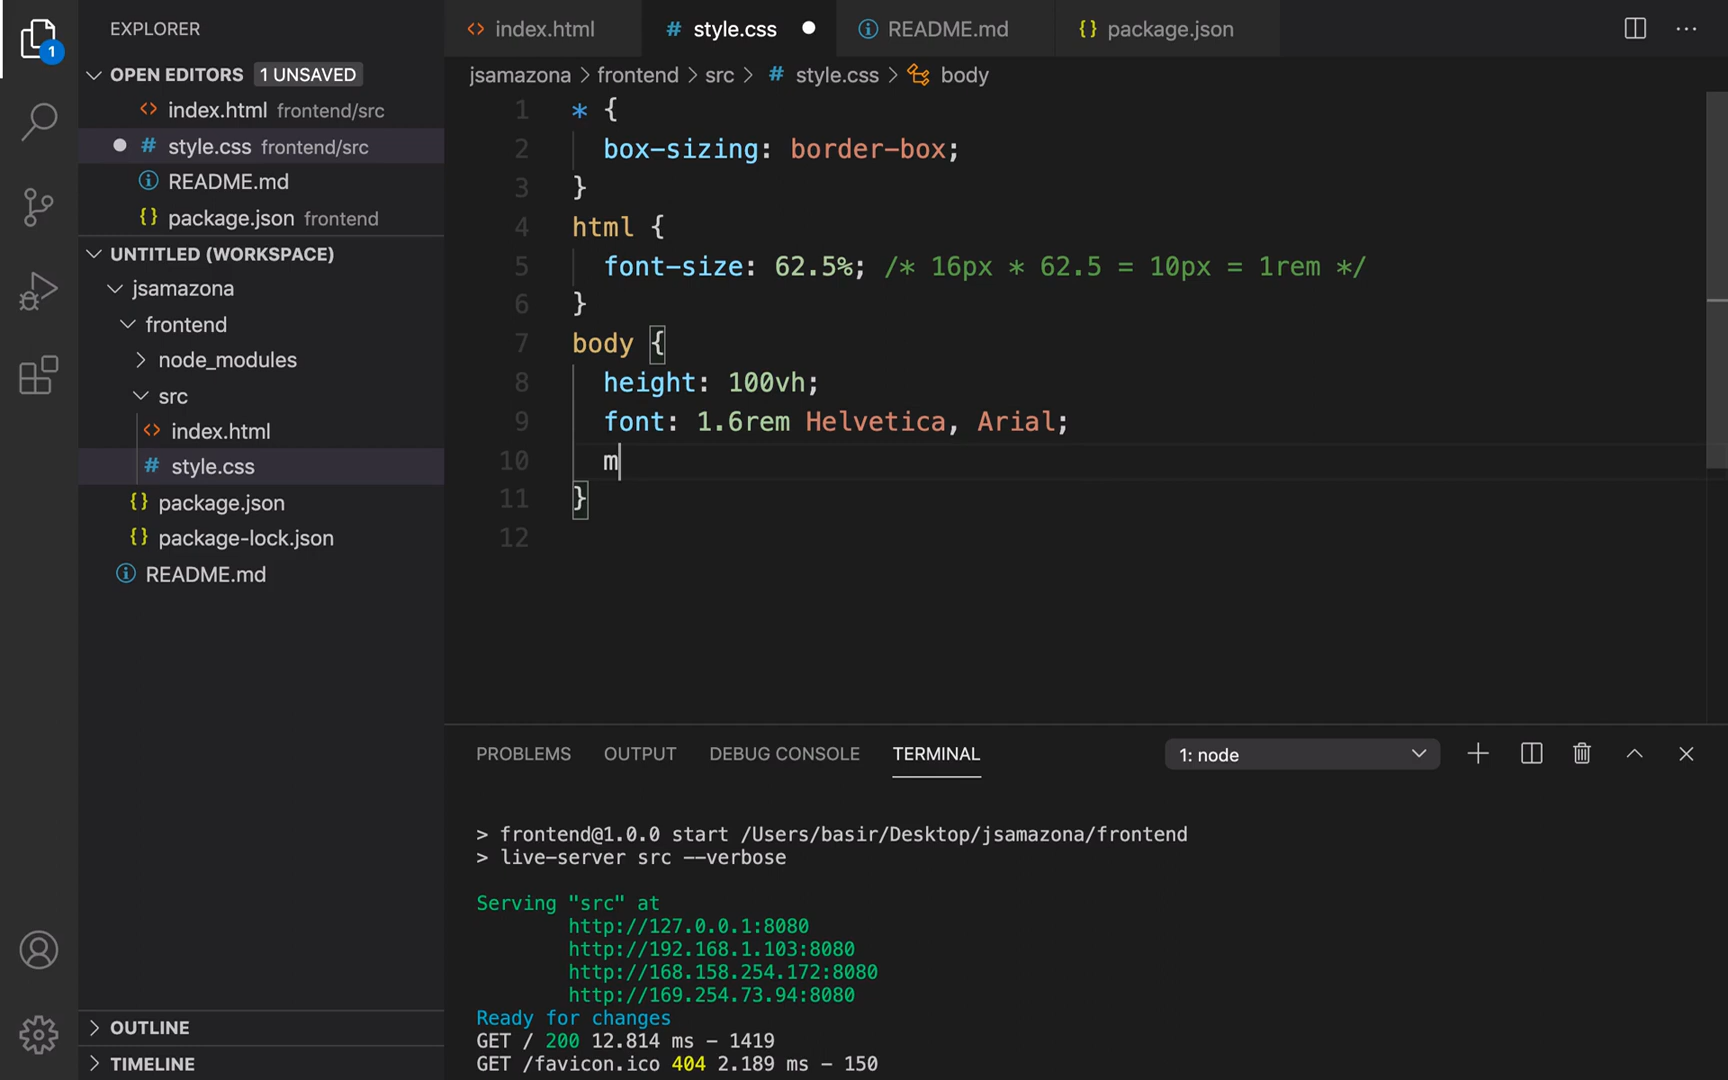 EXPLORER
OPEN EDITORS 1 UNSAVED
index.html frontend/src
style.css frontend/src
README.md
package.json frontend
UNTITLED (WORKSPACE)
jsamazona
frontend
node_modules
src
index.html
style.css
package.json
package-lock.json
README.md
OUTLINE
TIMELINE
1
index.html
style.css
README.md
package.json
jsamazona > frontend > src > # style.css > body
1 * {
2 box-sizing: border-box;
3 }
4 html {
5 font-size: 62.5%; /* 16px * 62.5 = 10px = 1rem */
6 }
7 body {
8 height: 100vh;
9 font: 1.6rem Helvetica, Arial;
10 m
11 }
12
PROBLEMS OUTPUT DEBUG CONSOLE TERMINAL 1: node
> frontend@1.0.0 start /Users/basir/Desktop/jsamazona/frontend
> live-server src --verbose
Serving "src" at
http://127.0.0.1:8080
http://192.168.1.103:8080
http://168.158.254.172:8080
http://169.254.73.94:8080
Ready for changes
GET / 200 12.814 ms - 1419
GET /favicon.ico 404 2.189 ms - 150